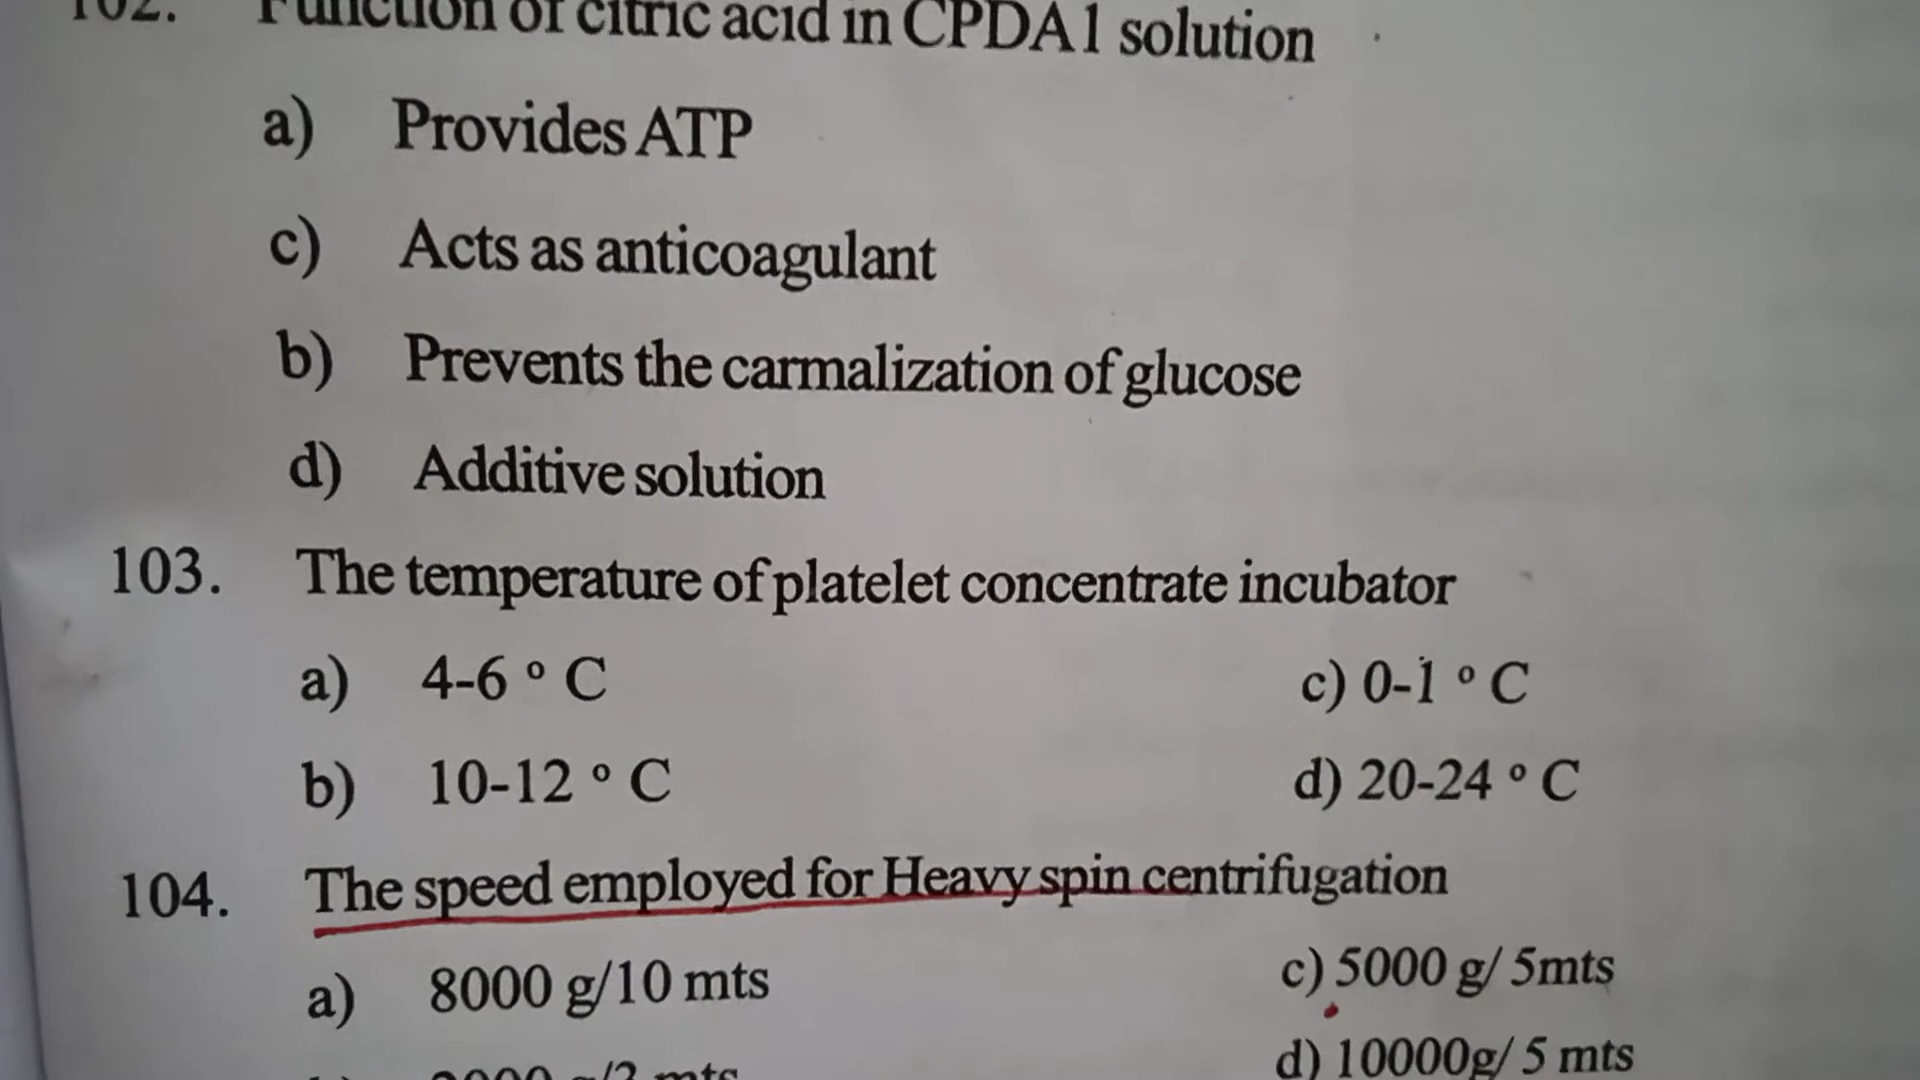 102. Function of citric acid in CPDA1 solution
a) Provides ATP
c) Acts as anticoagulant
b) Prevents the carmalization of glucose
d) Additive solution
103. The temperature of platelet concentrate incubator
a) 4-6 º C c) 0-1 º C
b) 10-12 º C d) 20-24 º C
104. The speed employed for Heavy spin centrifugation
a) 8000 g/10 mts c) 5000 g/ 5mts
d) 10000g/ 5 mts